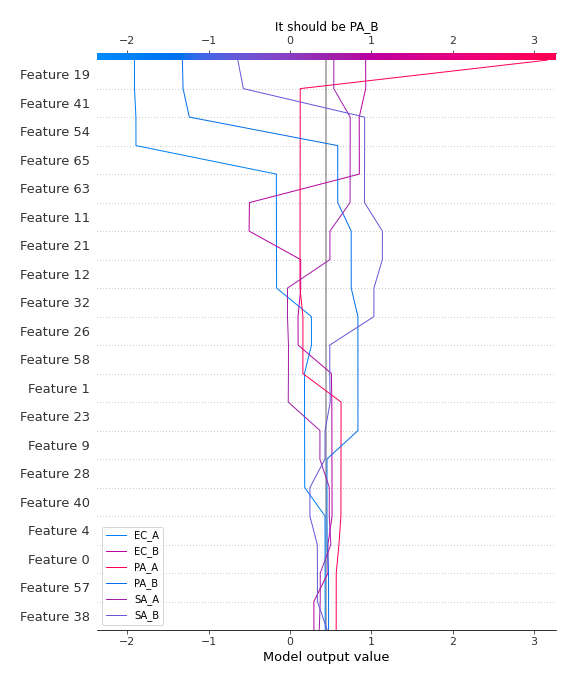 It should be PA_B
−2 −1 0 1 2 3
Feature 19
Feature 41
Feature 54
Feature 65
Feature 63
Feature 11
Feature 21
Feature 12
Feature 32
Feature 26
Feature 58
Feature 1
Feature 23
Feature 9
Feature 28
Feature 40
Feature 4
Feature 0
Feature 57
Feature 38
EC_A
EC_B
PA_A
PA_B
SA_A
SA_B
−2 −1 0 1 2 3
Model output value